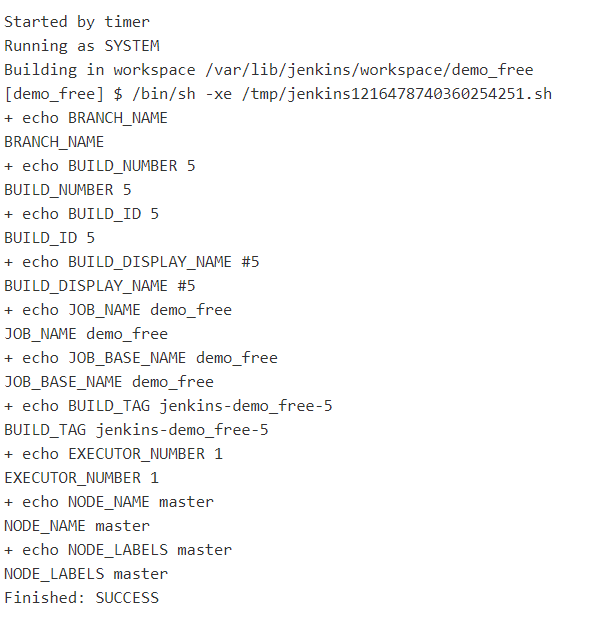 Started by timer
Running as SYSTEM
Building in workspace /var/lib/jenkins/workspace/demo_free
[demo_free] $ /bin/sh -xe /tmp/jenkins1216478740360254251.sh
+ echo BRANCH_NAME
BRANCH_NAME
+ echo BUILD_NUMBER 5
BUILD_NUMBER 5
+ echo BUILD_ID 5
BUILD_ID 5
+ echo BUILD_DISPLAY_NAME #5
BUILD_DISPLAY_NAME #5
+ echo JOB_NAME demo_free
JOB_NAME demo_free
+ echo JOB_BASE_NAME demo_free
JOB_BASE_NAME demo_free
+ echo BUILD_TAG jenkins-demo_free-5
BUILD_TAG jenkins-demo_free-5
+ echo EXECUTOR_NUMBER 1
EXECUTOR_NUMBER 1
+ echo NODE_NAME master
NODE_NAME master
+ echo NODE_LABELS master
NODE_LABELS master
Finished: SUCCESS